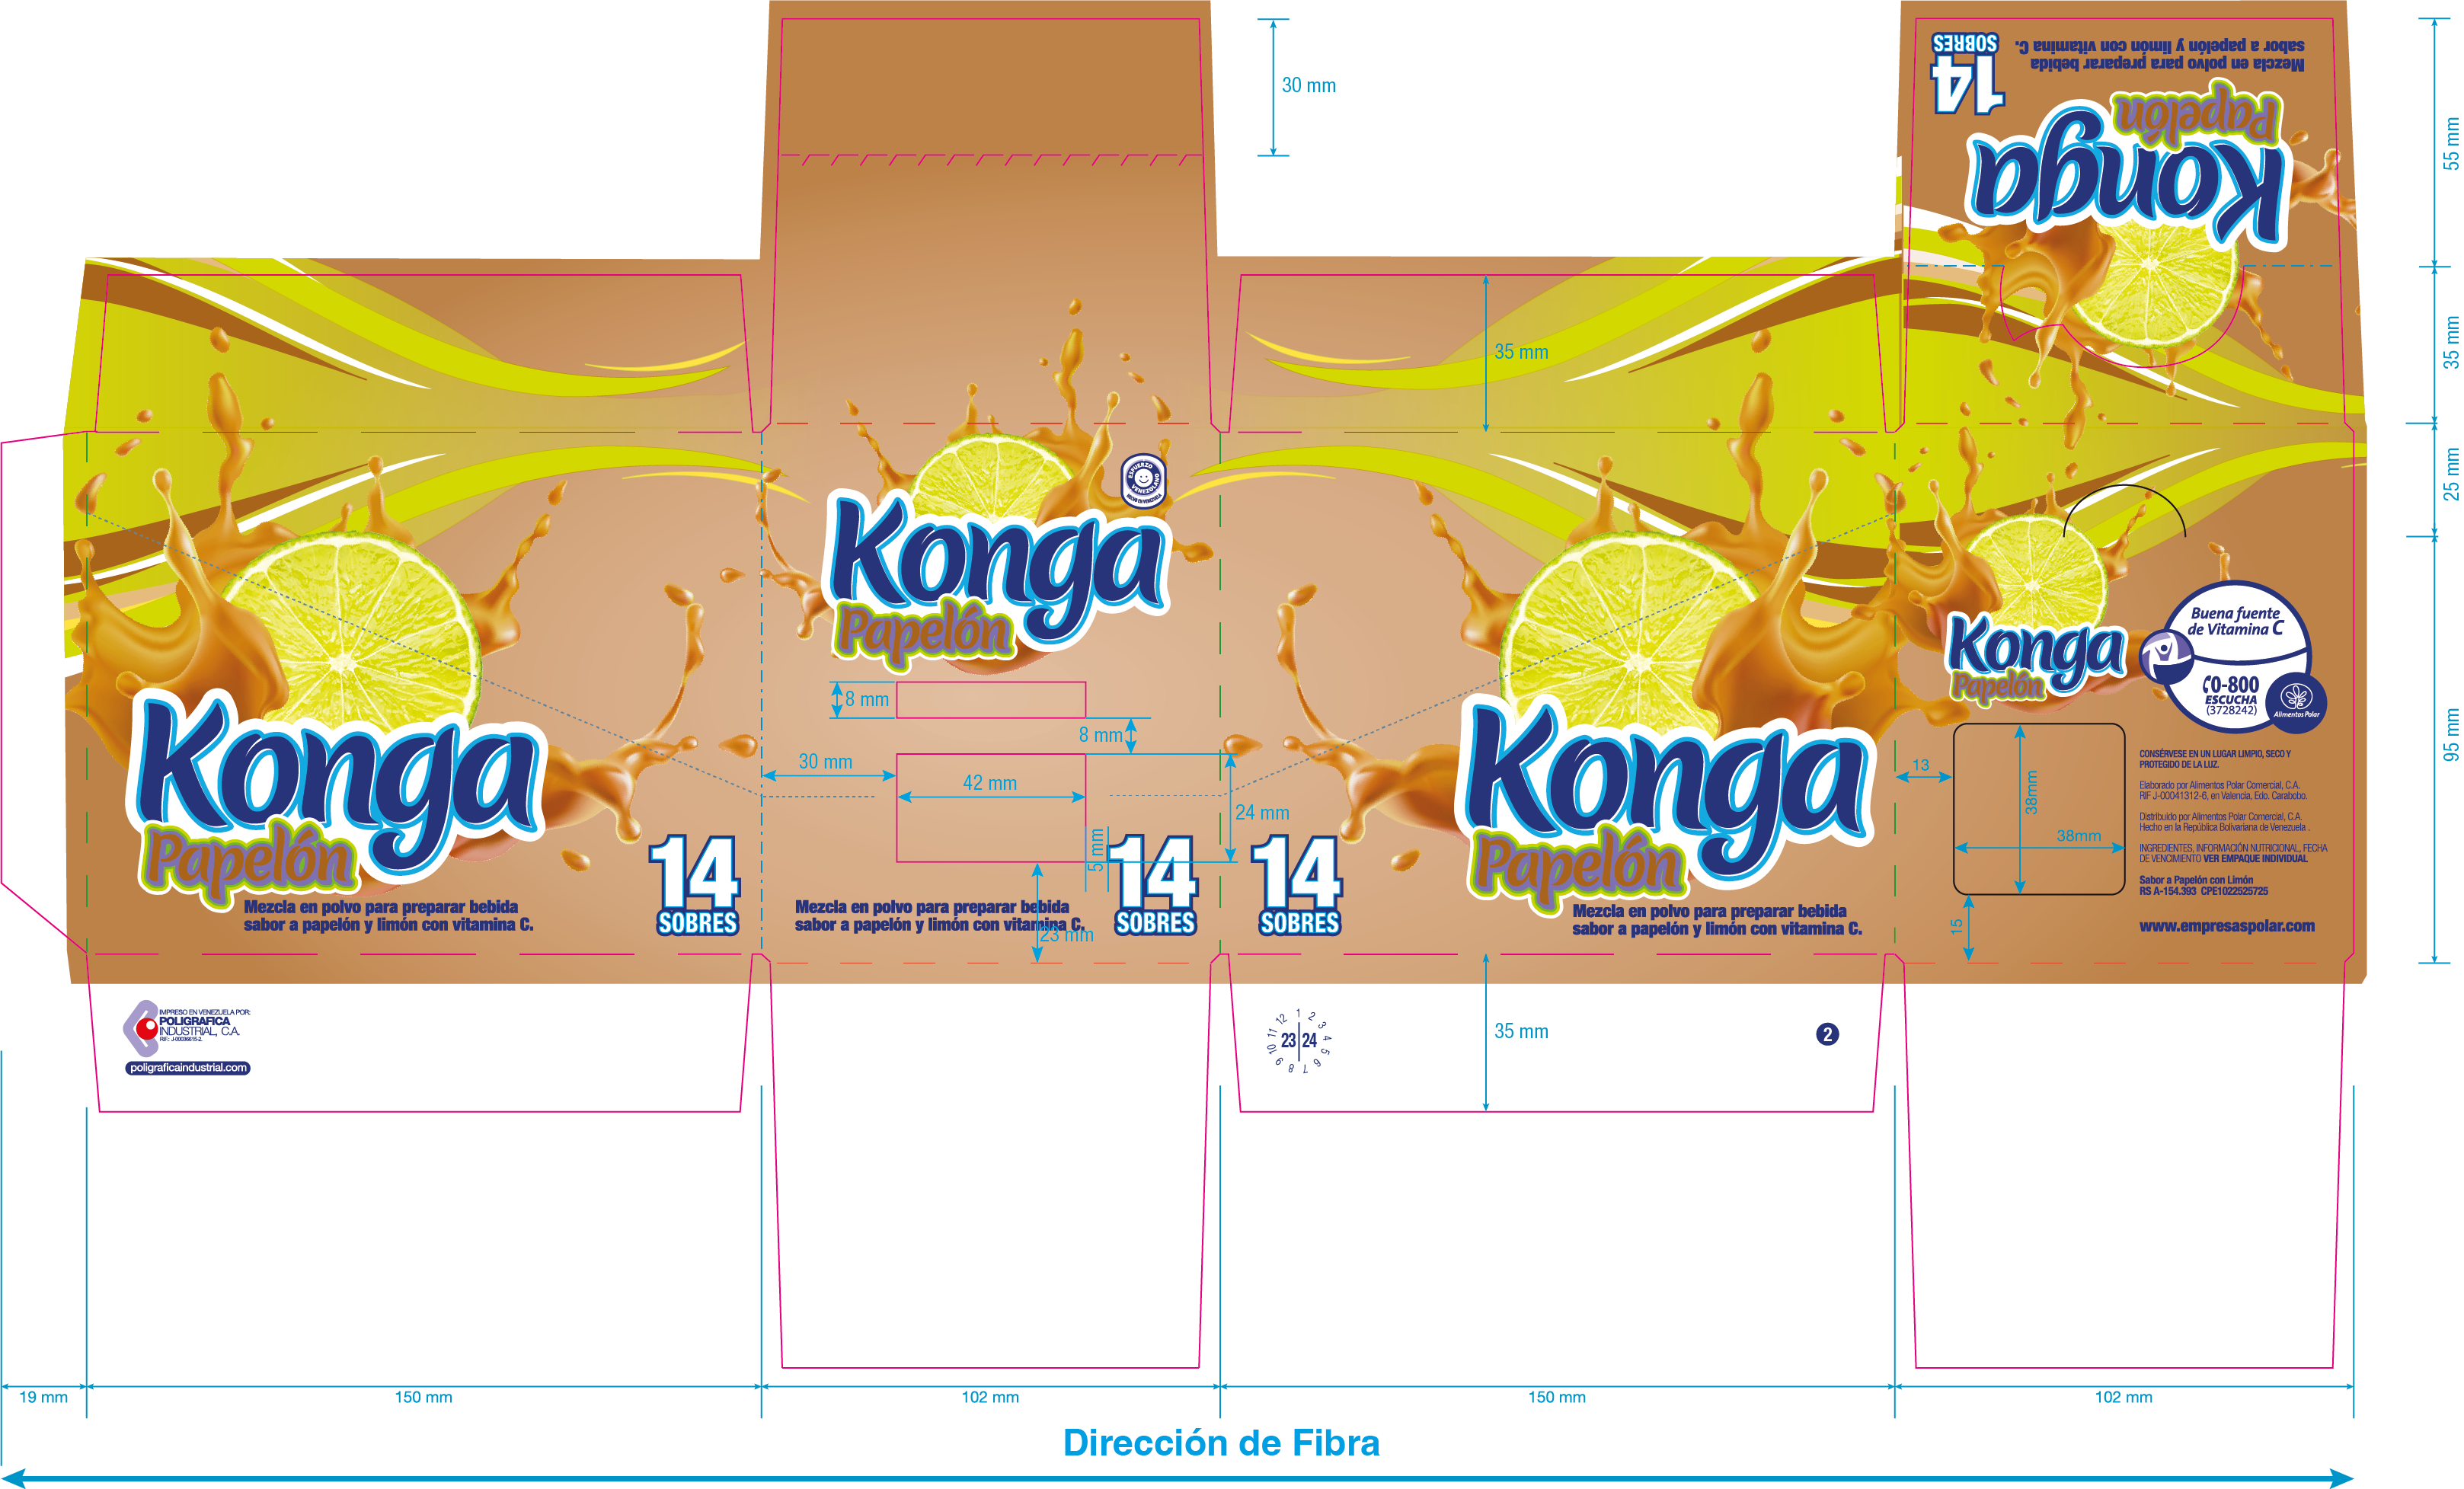 30 mm
Mezcla en polvo para preparar bebida
sabor a papelón y limón con vitamina C.
14
SOBRES
Konga
Papelón
55 mm
35 mm
25 mm
95 mm
35 mm
Konga
Papelón
14
SOBRES
Mezcla en polvo para preparar bebida
sabor a papelón y limón con vitamina C.
ESFUERZO
VENEZOLANO
HECHO EN VENEZUELA
Konga
Papelón
8 mm
8 mm
30 mm
42 mm
24 mm
5 mm
23 mm
14
SOBRES
Mezcla en polvo para preparar bebida
sabor a papelón y limón con vitamina C.
Konga
Papelón
14
SOBRES
Mezcla en polvo para preparar bebida
sabor a papelón y limón con vitamina C.
Konga
Papelón
Buena fuente
de Vitamina C
0-800
ESCUCHA
(3728242)
Alimentos Polar
13
38mm
38mm
15
CONSÉRVESE EN UN LUGAR LIMPIO, SECO Y
PROTEGIDO DE LA LUZ.
Elaborado por Alimentos Polar Comercial, C.A.
RIF J-00041312-6, en Valencia, Edo. Carabobo.
Distribuido por Alimentos Polar Comercial, C.A.
Hecho en la República Bolivariana de Venezuela .
INGREDIENTES, INFORMACIÓN NUTRICIONAL, FECHA
DE VENCIMIENTO VER EMPAQUE INDIVIDUAL
Sabor a Papelón con Limón
RS A-154.393 CPE1022525725
www.empresaspolar.com
IMPRESO EN VENEZUELA POR:
POLIGRAFICA
INDUSTRIAL, C.A.
RIF: J-00036615-2.
poligraficaindustrial.com
1 2 3 4 5 6 7 8 9 10 11 12
23 24
35 mm
2
19 mm
150 mm
102 mm
150 mm
102 mm
Dirección de Fibra